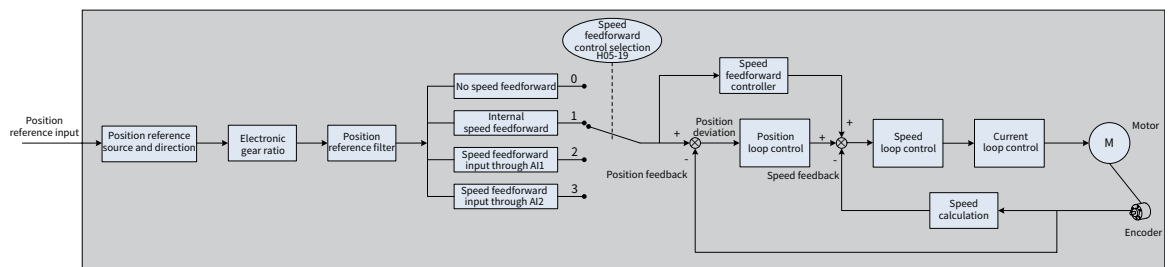 Speed
feedforward
control selection
H05-19
Position
reference input
Position reference
source and direction
Electronic
gear ratio
Position
reference filter
No speed feedforward
0
Internal
speed feedforward
1
Speed feedforward
input through AI1
2
Speed feedforward
input through AI2
3
Speed
feedforward
controller
+
Position
deviation
-
Position feedback
Position
loop control
+
+
-
Speed feedback
Speed
loop control
Current
loop control
Motor
M
Speed
calculation
Encoder